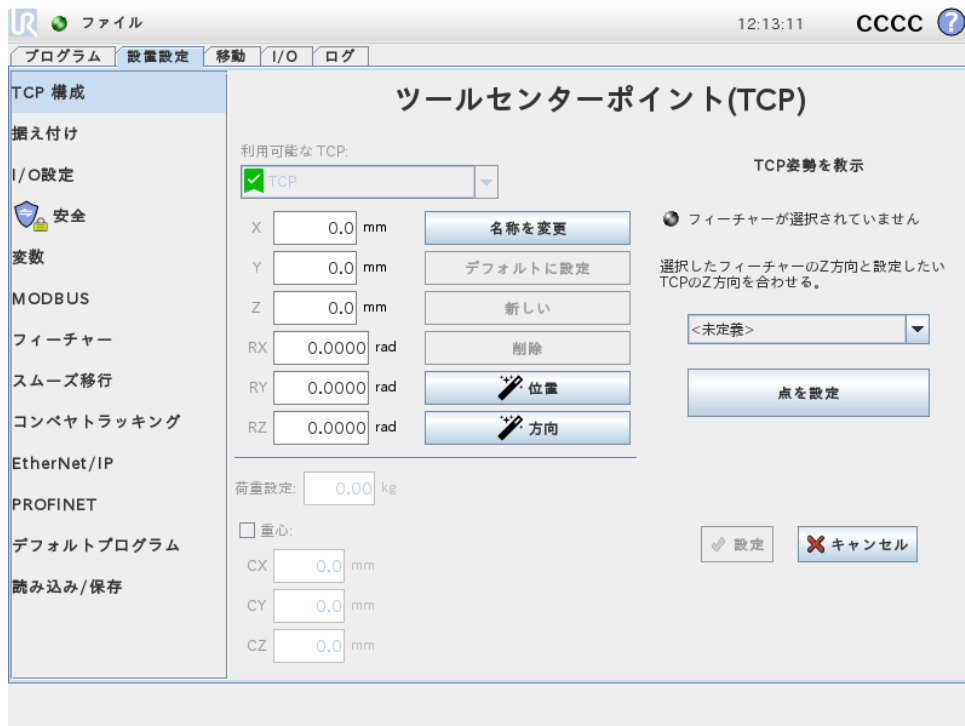 UR ファイル 12:13:11 CCCC ?
プログラム 設置設定 移動 I/O ログ
TCP 構成
据え付け
I/O設定
安全
変数
MODBUS
フィーチャー
スムーズ移行
コンベヤトラッキング
EtherNet/IP
PROFINET
デフォルトプログラム
読み込み/保存
ツールセンターポイント(TCP)
利用可能な TCP:
TCP
X 0.0 mm 名称を変更
Y 0.0 mm デフォルトに設定
Z 0.0 mm 新しい
RX 0.0000 rad 削除
RY 0.0000 rad 位置
RZ 0.0000 rad 方向
荷重設定: 0.00 kg
重心:
CX 0.0 mm
CY 0.0 mm
CZ 0.0 mm
TCP姿勢を教示
フィーチャーが選択されていません
選択したフィーチャーのZ方向と設定したい
TCPのZ方向を合わせる。
<未定義>
点を設定
設定 キャンセル